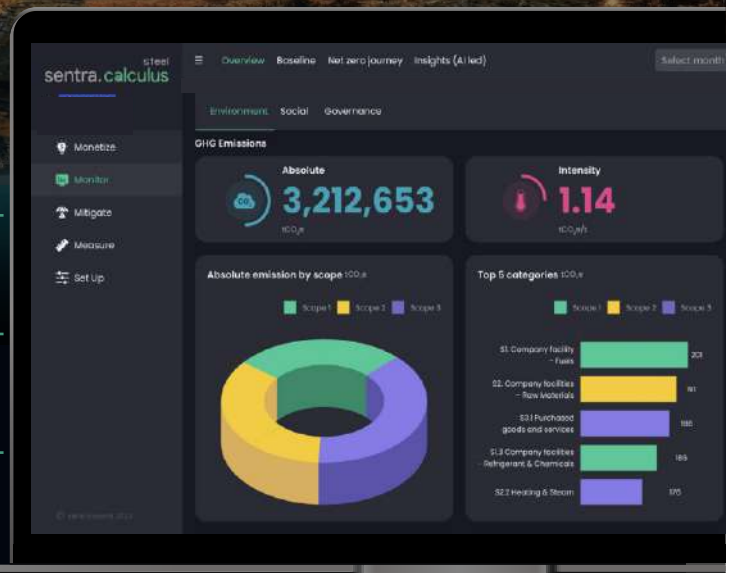 steel
sentra.calculus
Overview Baseline Net zero journey Insights (AI led)
Select month
Environment Social Governance
Monetize
Monitor
Mitigate
Measure
Set Up
GHG Emissions
Absolute
3,212,653
tCO₂e
Intensity
1.14
tCO₂e/t
Absolute emission by scope tCO₂e
Scope 1 Scope 2 Scope 3
Top 5 categories tCO₂e
Scope 1 Scope 2 Scope 3
S1. Company facility
- Fuels
201
S2. Company facilities
- Raw Materials
S3.1 Purchased
goods and services
S1.3 Company facilities
- Refrigerant & Chemicals
S2.2 Heating & Steam
175